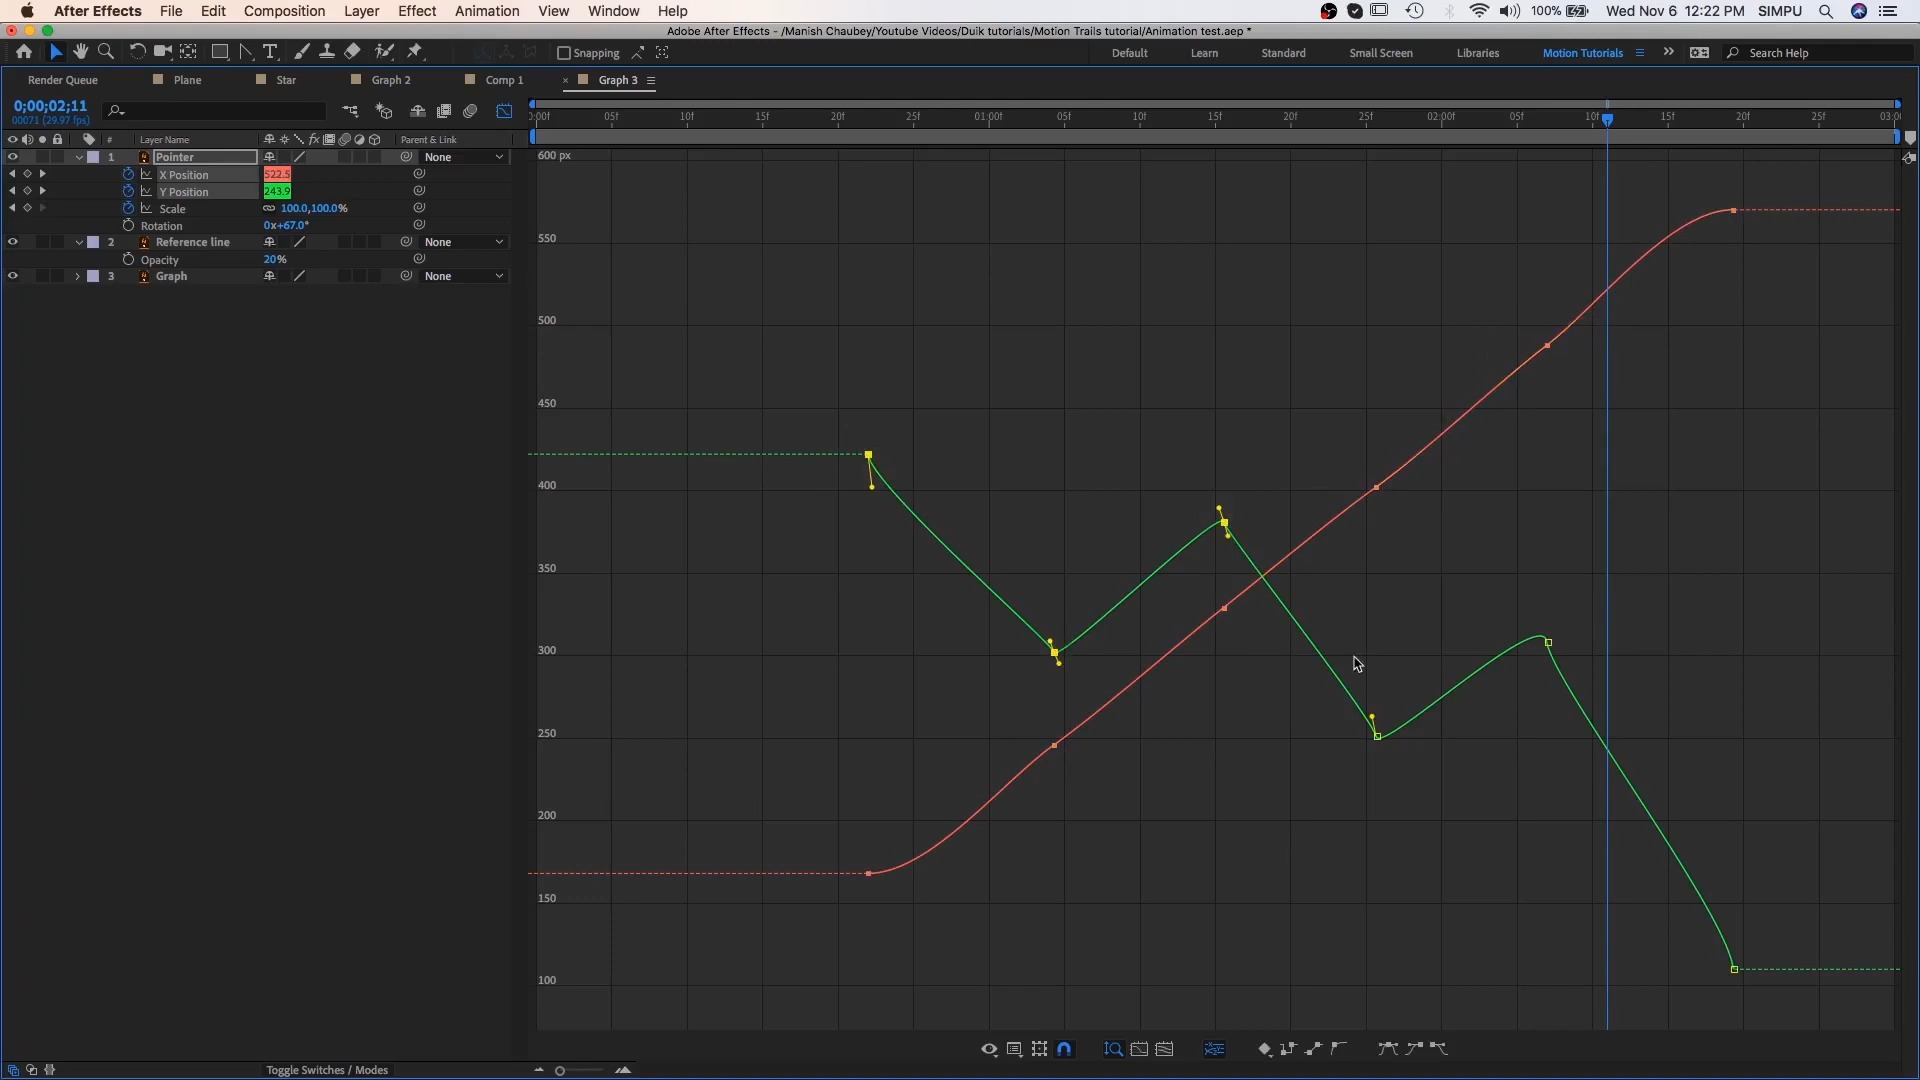 After Effects File Edit Composition Layer Effect Animation View Window Help 100% Wed Nov 6 12:22 PM SIMPU
Adobe After Effects - /Manish Chaubey/Youtube Videos/Duik tutorials/Motion Trails tutorial/Animation test.aep *
Snapping Default Learn Standard Small Screen Libraries Motion Tutorials Search Help
Render Queue Plane Star Graph 2 Comp 1 Graph 3
0;00;02;11
00071 (29.97 fps)
0:00f 05f 10f 15f 20f 25f 01:00f 05f 10f 15f 20f 25f 02:00f 05f 10f 15f 20f 25f 03:0
# Layer Name fx Parent & Link
1 Pointer None
X Position 522.5
Y Position 243.9
Scale 100.0,100.0%
Rotation 0x+67.0°
2 Reference line None
Opacity 20%
3 Graph None
600 px
550
500
450
400
350
300
250
200
150
100
Toggle Switches / Modes